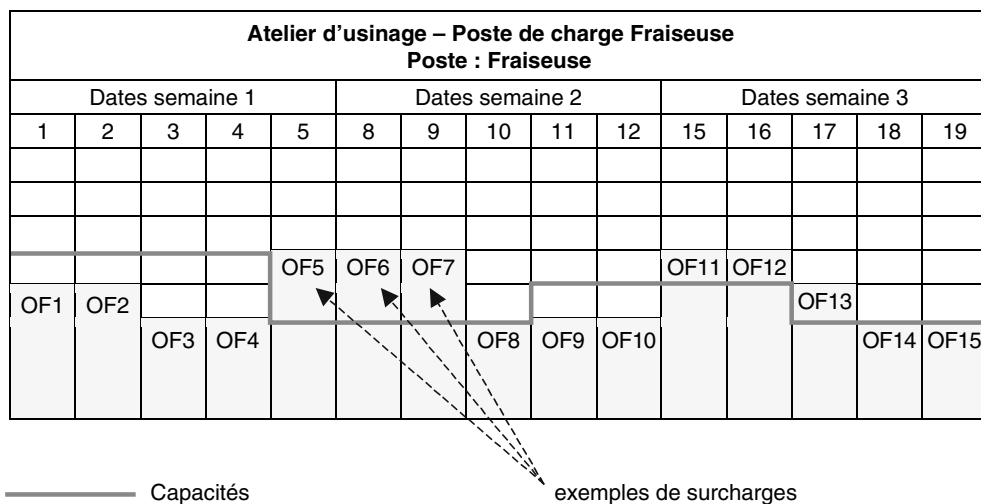 Atelier d'usinage – Poste de charge Fraiseuse
Poste : Fraiseuse
Dates semaine 1 Dates semaine 2 Dates semaine 3
1 2 3 4 5 8 9 10 11 12 15 16 17 18 19
OF5 OF6 OF7 OF11 OF12
OF1 OF2 OF13
OF3 OF4 OF8 OF9 OF10 OF14 OF15
Capacités exemples de surcharges